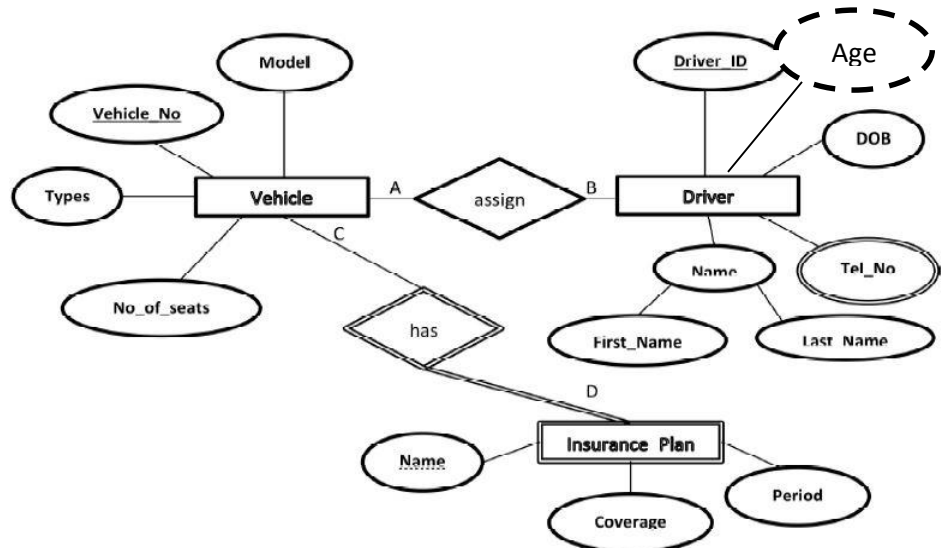 Model
Driver_ID
Age
Vehicle_No
DOB
Types
Vehicle
A
assign
B
Driver
C
Name
Tel_No
No_of_seats
has
First_Name
Last_Name
D
Insurance Plan
Name
Period
Coverage